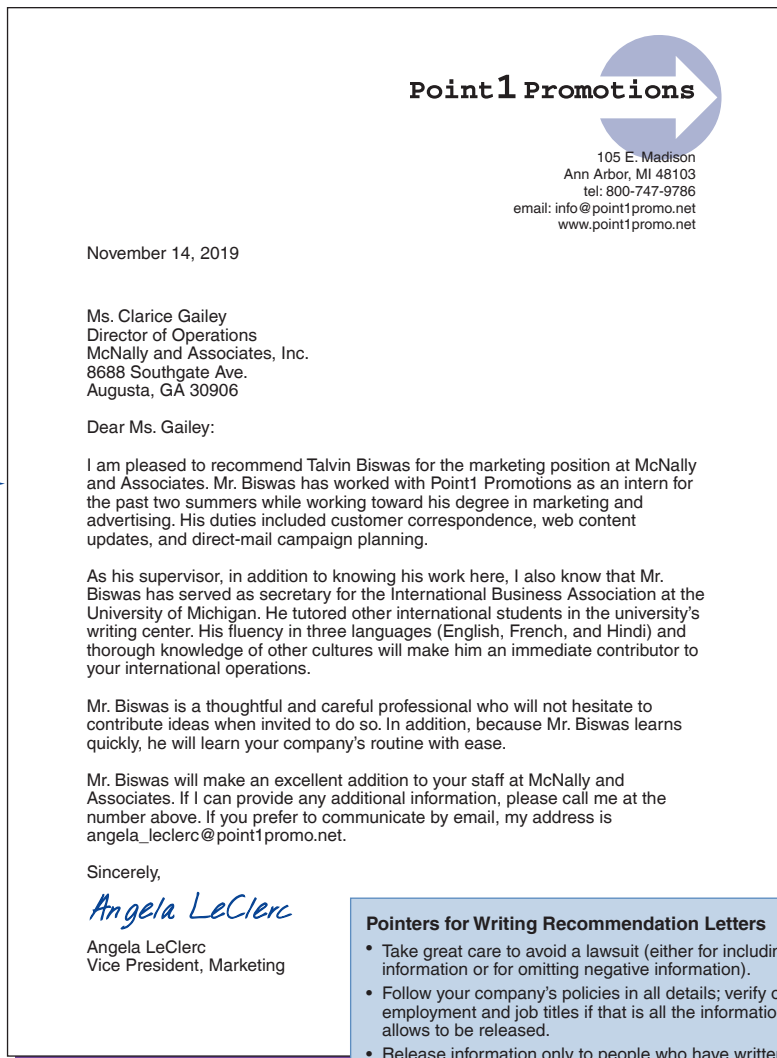 Point1 Promotions
105 E. Madison
Ann Arbor, MI 48103
tel: 800-747-9786
email: info@point1promo.net
www.point1promo.net
November 14, 2019
Ms. Clarice Gailey
Director of Operations
McNally and Associates, Inc.
8688 Southgate Ave.
Augusta, GA 30906
Dear Ms. Gailey:
I am pleased to recommend Talvin Biswas for the marketing position at McNally
and Associates. Mr. Biswas has worked with Point1 Promotions as an intern for
the past two summers while working toward his degree in marketing and
advertising. His duties included customer correspondence, web content
updates, and direct-mail campaign planning.
As his supervisor, in addition to knowing his work here, I also know that Mr.
Biswas has served as secretary for the International Business Association at the
University of Michigan. He tutored other international students in the university's
writing center. His fluency in three languages (English, French, and Hindi) and
thorough knowledge of other cultures will make him an immediate contributor to
your international operations.
Mr. Biswas is a thoughtful and careful professional who will not hesitate to
contribute ideas when invited to do so. In addition, because Mr. Biswas learns
quickly, he will learn your company's routine with ease.
Mr. Biswas will make an excellent addition to your staff at McNally and
Associates. If I can provide any additional information, please call me at the
number above. If you prefer to communicate by email, my address is
angela_leclerc@point1promo.net.
Sincerely,
Angela LeClerc
Angela LeClerc
Vice President, Marketing
Pointers for Writing Recommendation Letters
• Take great care to avoid a lawsuit (either for
information or for omitting negative information).
• Follow your company's policies in all details; verify
employment and job titles if that is all the
allows to be released.
• Release information only to people who have